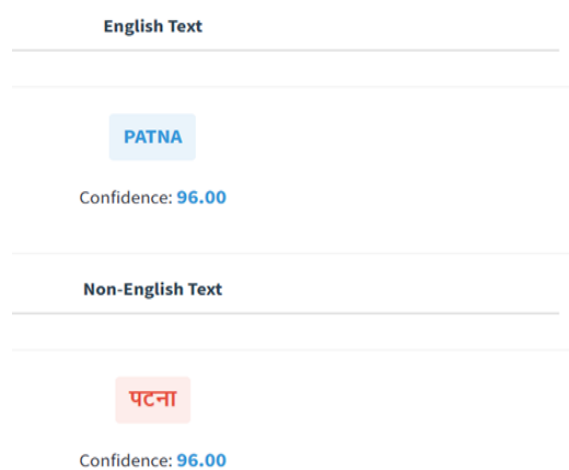 English Text
PATNA
Confidence: 96.00
Non-English Text
पटना
Confidence: 96.00